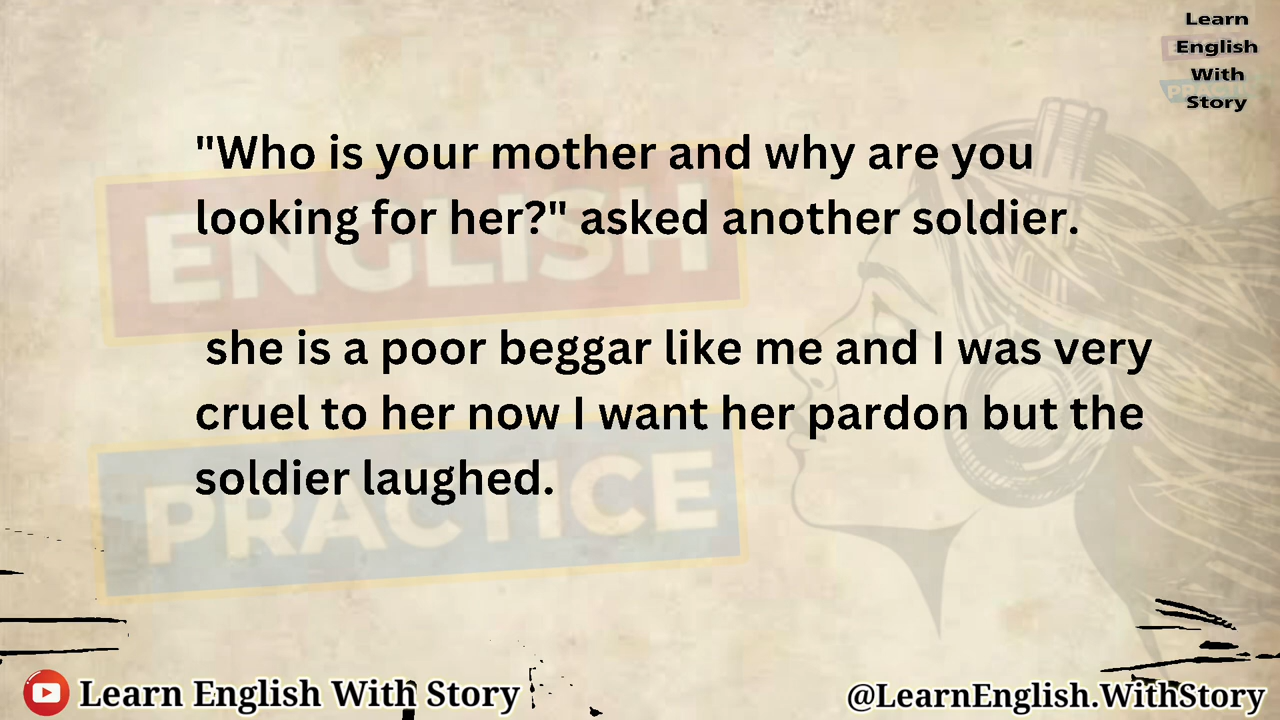 Learn
English
With
Story
"Who is your mother and why are you
looking for her?" asked another soldier.
ENGLISH
she is a poor beggar like me and I was very
cruel to her now I want her pardon but the
soldier laughed.
PRACTICE
Learn English With Story
@LearnEnglish.WithStory